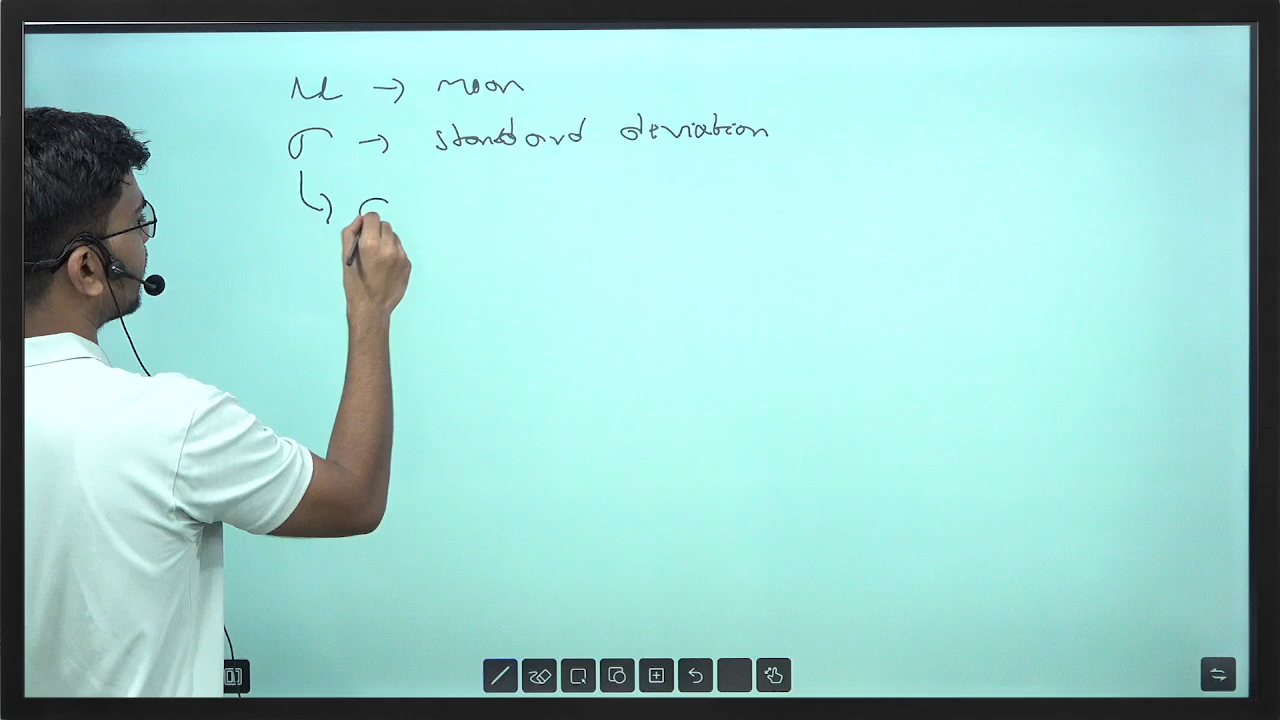 μ → mean
σ → standard deviation
↳ σ